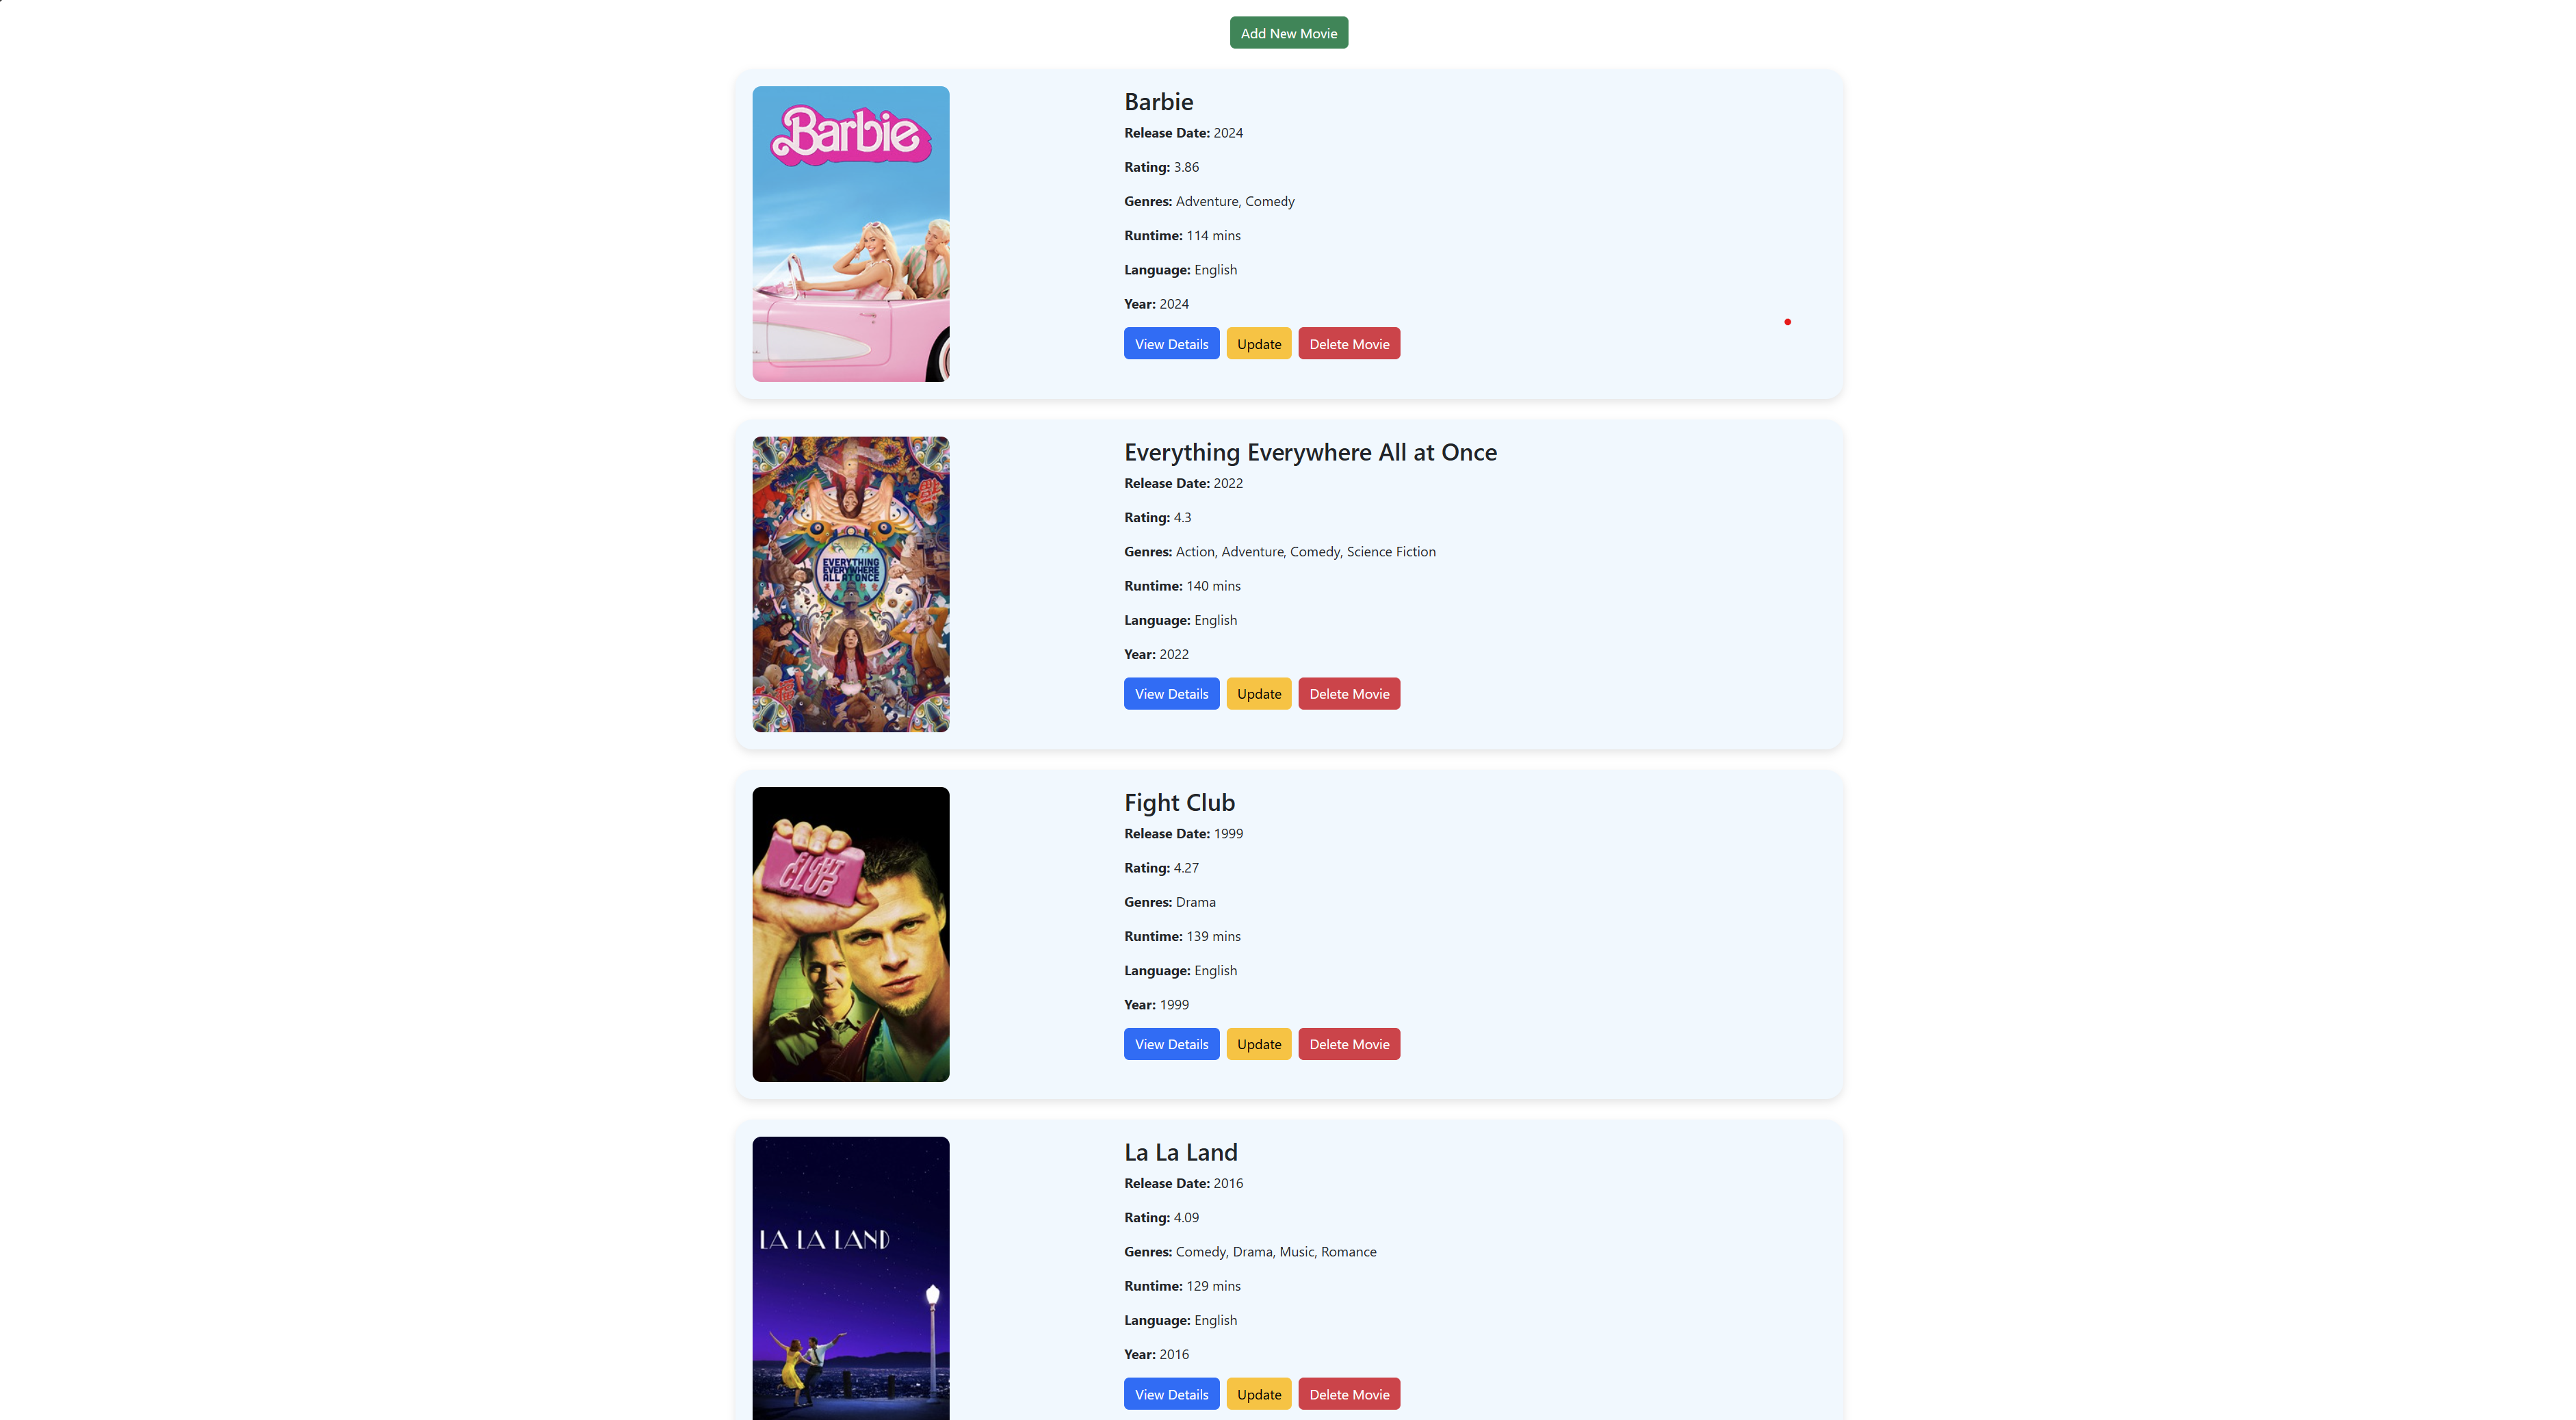 Add New Movie
Barbie
Barbie
Release Date: 2024
Rating: 3.86
Genres: Adventure, Comedy
Runtime: 114 mins
Language: English
Year: 2024
View Details Update Delete Movie
EVERYTHING
EVERYWHERE
ALL AT ONCE
Everything Everywhere All at Once
Release Date: 2022
Rating: 4.3
Genres: Action, Adventure, Comedy, Science Fiction
Runtime: 140 mins
Language: English
Year: 2022
View Details Update Delete Movie
FIGHT
CLUB
Fight Club
Release Date: 1999
Rating: 4.27
Genres: Drama
Runtime: 139 mins
Language: English
Year: 1999
View Details Update Delete Movie
LA LA LAND
La La Land
Release Date: 2016
Rating: 4.09
Genres: Comedy, Drama, Music, Romance
Runtime: 129 mins
Language: English
Year: 2016
View Details Update Delete Movie